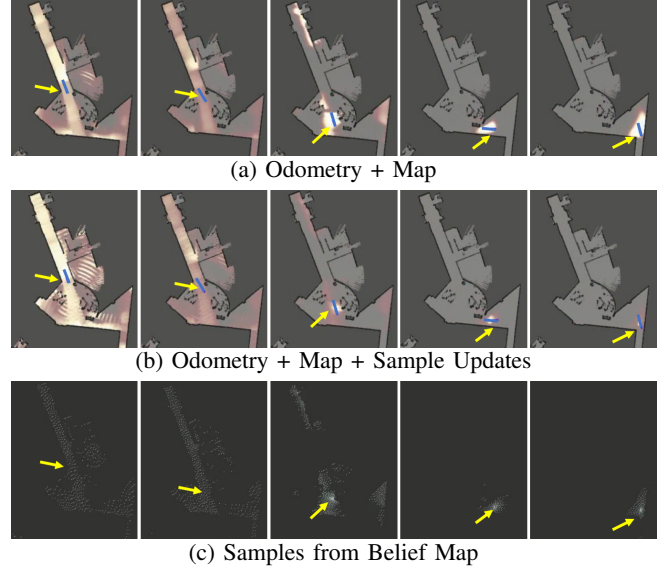 (a) Odometry + Map
(b) Odometry + Map + Sample Updates
(c) Samples from Belief Map